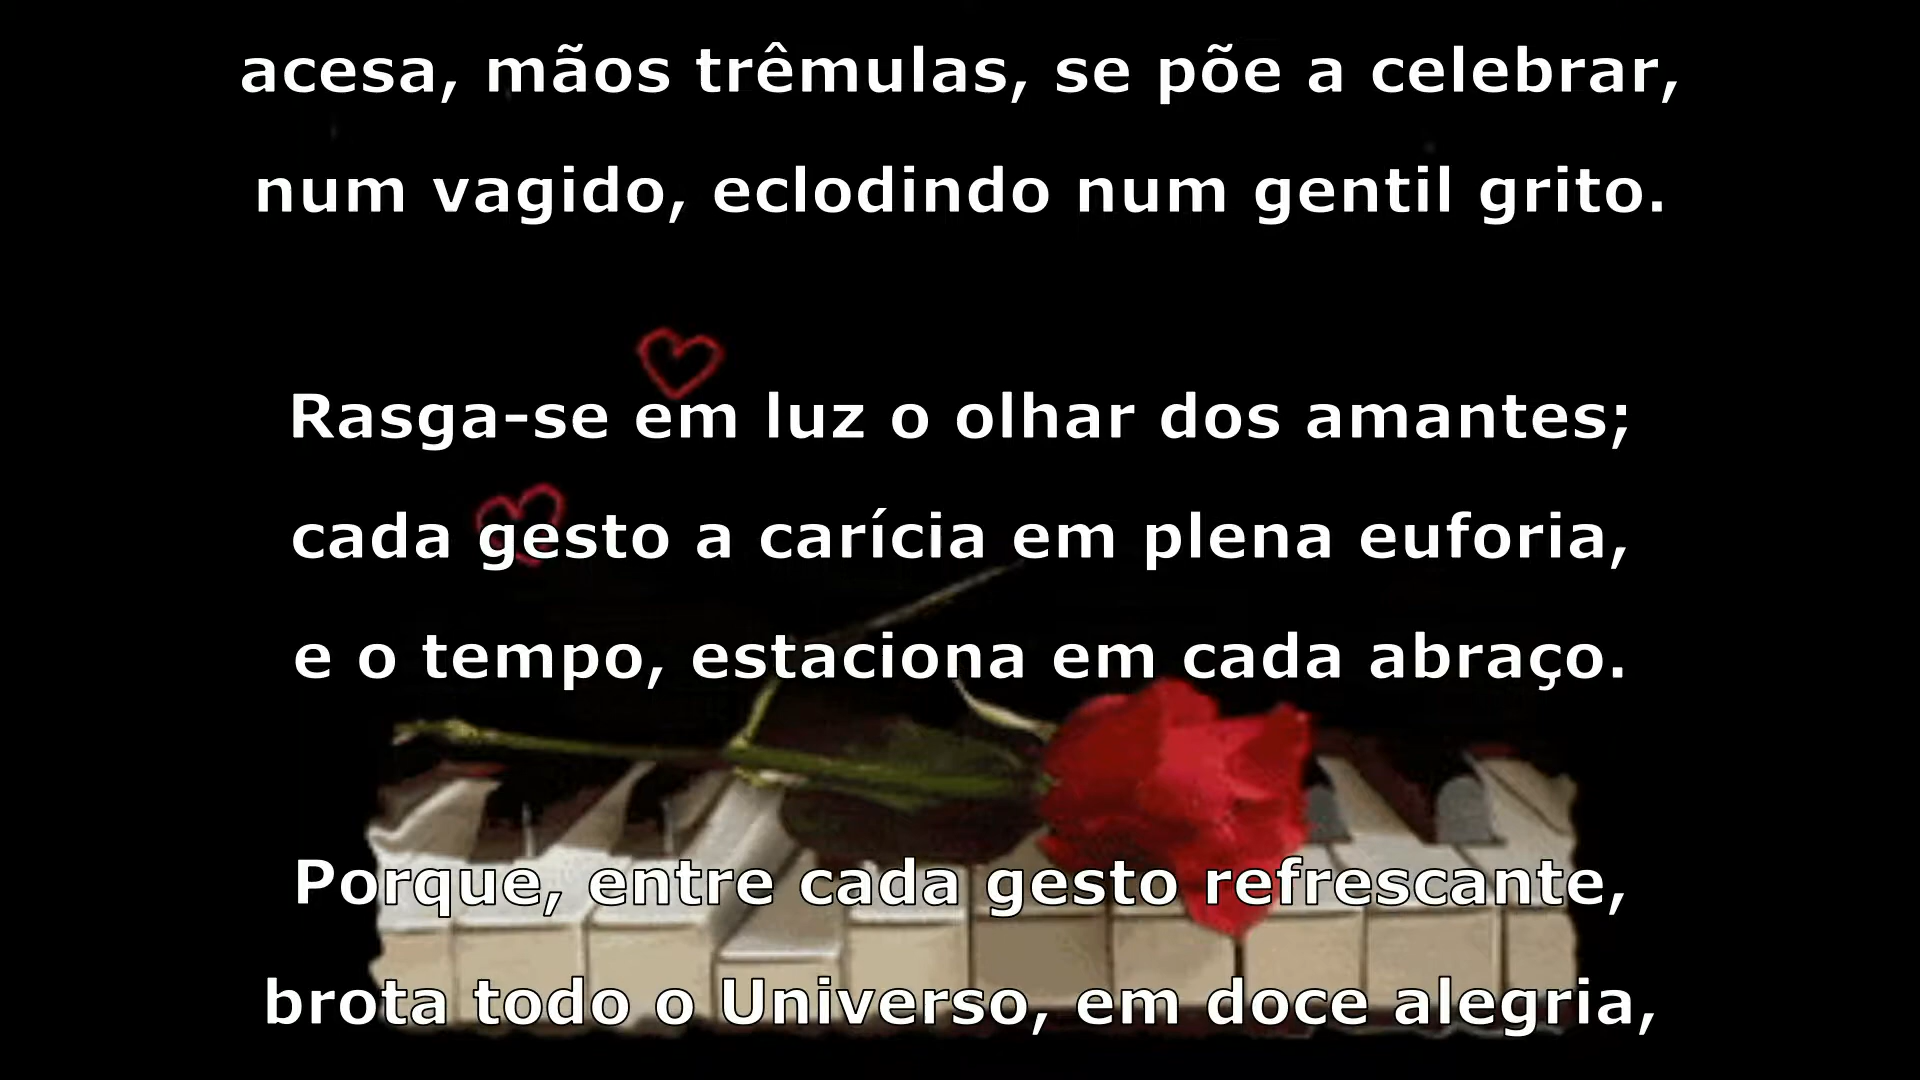 acesa, mãos trêmulas, se põe a celebrar,
num vagido, eclodindo num gentil grito.
Rasga-se em luz o olhar dos amantes;
cada gesto a carícia em plena euforia,
e o tempo, estaciona em cada abraço.
Porque, entre cada gesto refrescante,
brota todo o Universo, em doce alegria,